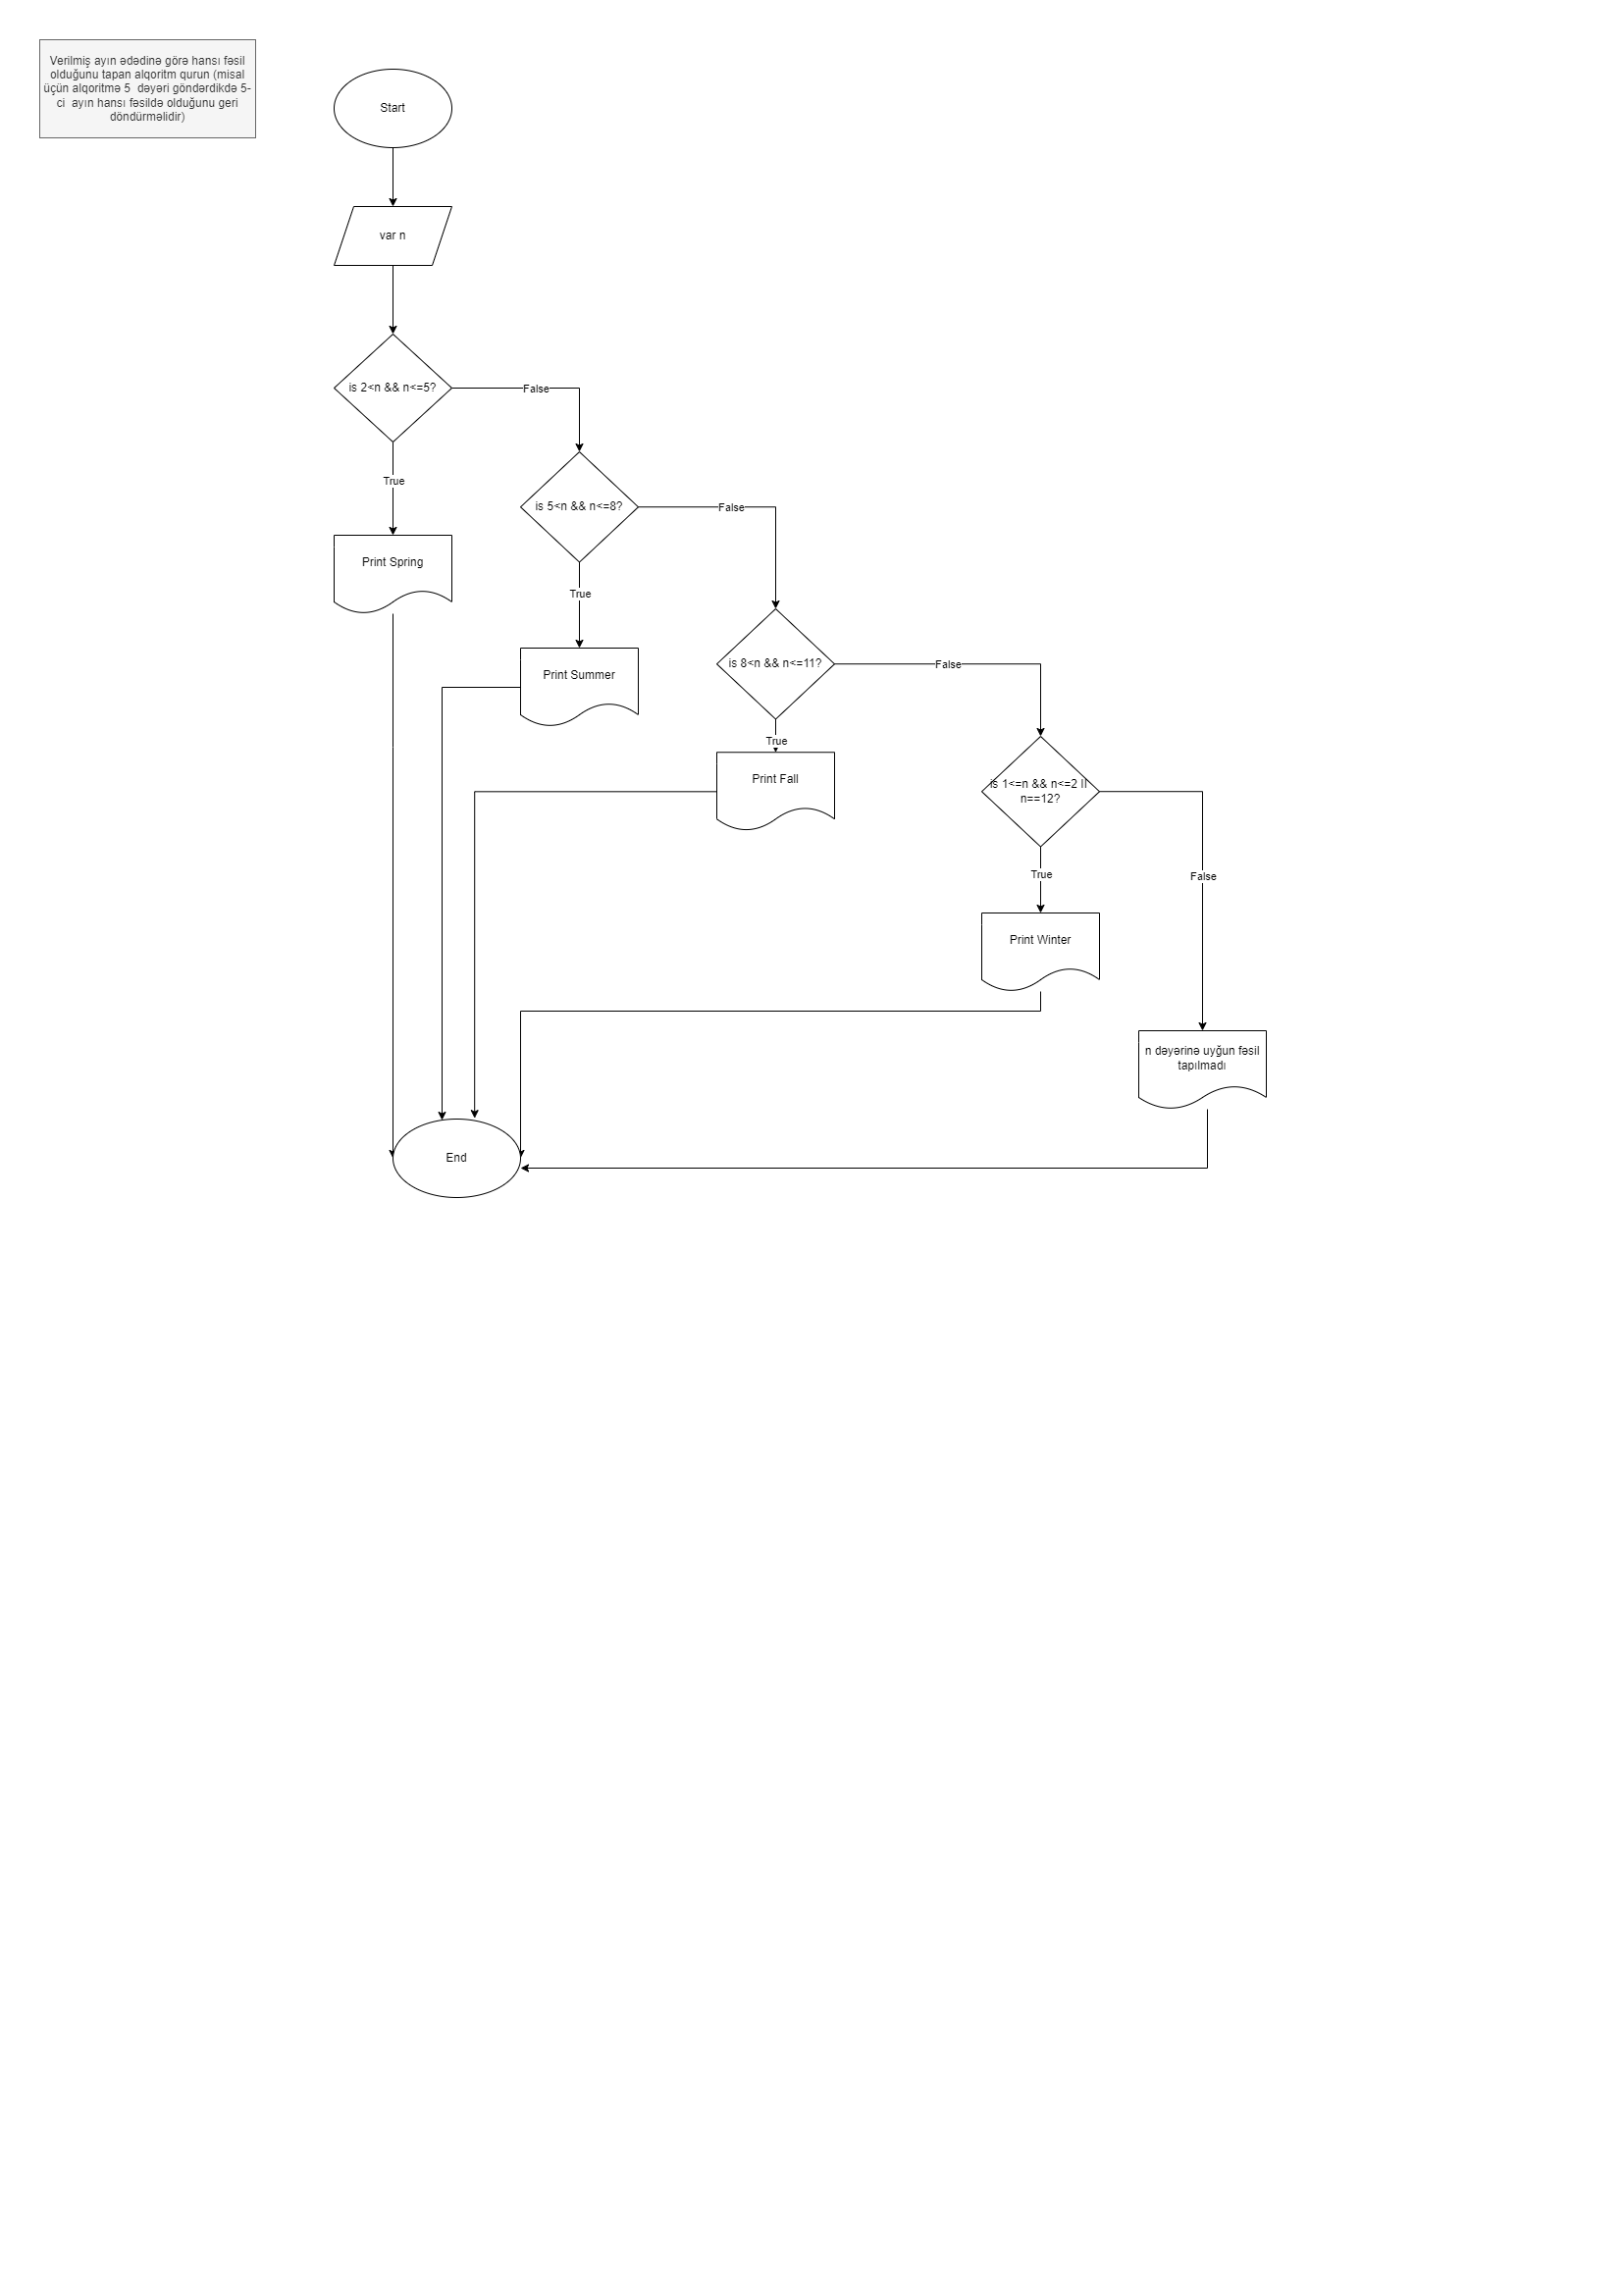 Verilmiş ayın ədədinə görə hansı fəsil
olduğunu tapan alqoritm qurun (misal
üçün alqoritmə 5  dəyəri göndərdikdə 5-
ci  ayın hansı fəsildə olduğunu geri
döndürməlidir)
Start
var n
is 2<n && n<=5?
False
True
is 5<n && n<=8?
False
Print Spring
True
is 8<n && n<=11?
False
Print Summer
True
Print Fall
is 1<=n && n<=2 II
n==12?
True
False
Print Winter
n dəyərinə uyğun fəsil
tapılmadı
End